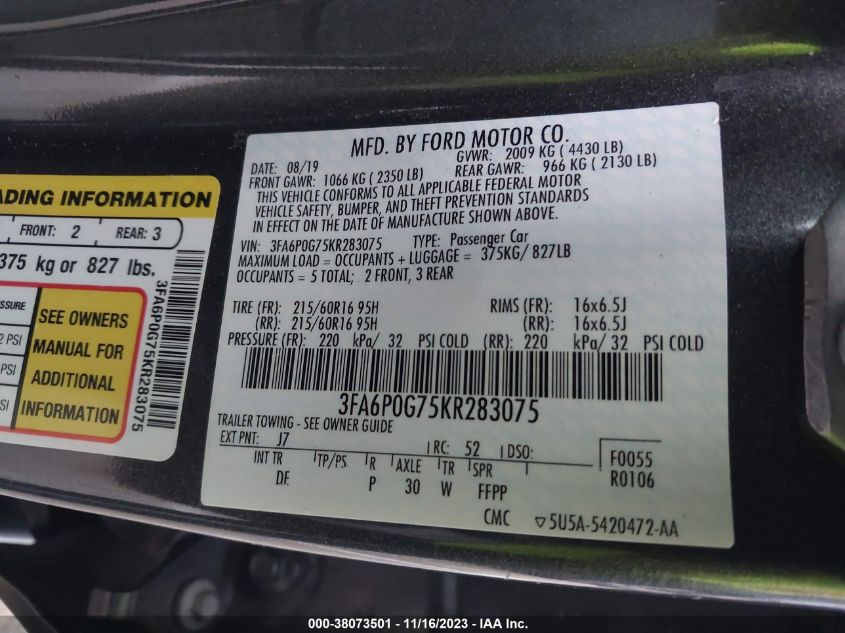 ADING INFORMATION
FRONT: 2 REAR: 3
375 kg or 827 lbs.
SSURE
PSI
PSI
SEE OWNERS
MANUAL FOR
ADDITIONAL
INFORMATION
3FA6P0G75KR283075
MFD. BY FORD MOTOR CO.
DATE: 08/19 GVWR: 2009 KG ( 4430 LB)
FRONT GAWR: 1066 KG ( 2350 LB) REAR GAWR: 966 KG ( 2130 LB)
THIS VEHICLE CONFORMS TO ALL APPLICABLE FEDERAL MOTOR
VEHICLE SAFETY, BUMPER, AND THEFT PREVENTION STANDARDS
IN EFFECT ON THE DATE OF MANUFACTURE SHOWN ABOVE.
VIN: 3FA6P0G75KR283075 TYPE: Passenger Car
MAXIMUM LOAD = OCCUPANTS + LUGGAGE = 375KG/ 827LB
OCCUPANTS = 5 TOTAL; 2 FRONT, 3 REAR
TIRE (FR): 215/60R16 95H RIMS (FR): 16x6.5J
(RR): 215/60R16 95H (RR): 16x6.5J
PRESSURE (FR): 220 kPa/ 32 PSI COLD (RR): 220 kPa/ 32 PSI COLD
3FA6P0G75KR283075
TRAILER TOWING - SEE OWNER GUIDE
EXT PNT: J7 RC: 52 DSO: F0055
INT TR TP/PS R AXLE TR SPR R0106
DF P 30 W FFPP
CMC ▽5U5A-5420472-AA
000-38073501 - 11/16/2023 - IAA Inc.